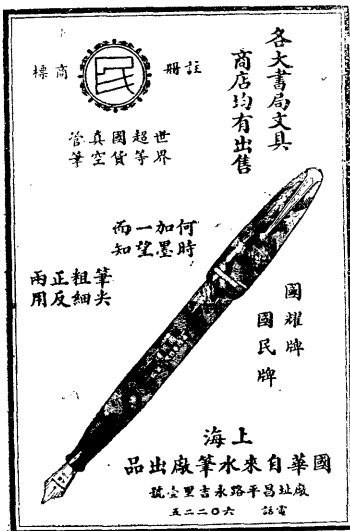 各大書局文具
商店均有出售
註冊商標
民
世界超等國貨真空管筆
何時加墨一望而知
筆尖粗細正反兩用
國耀牌
國民牌
上海
國華自來水筆廠出品
廠址昌平路永吉里壹號
電話 六〇二二五